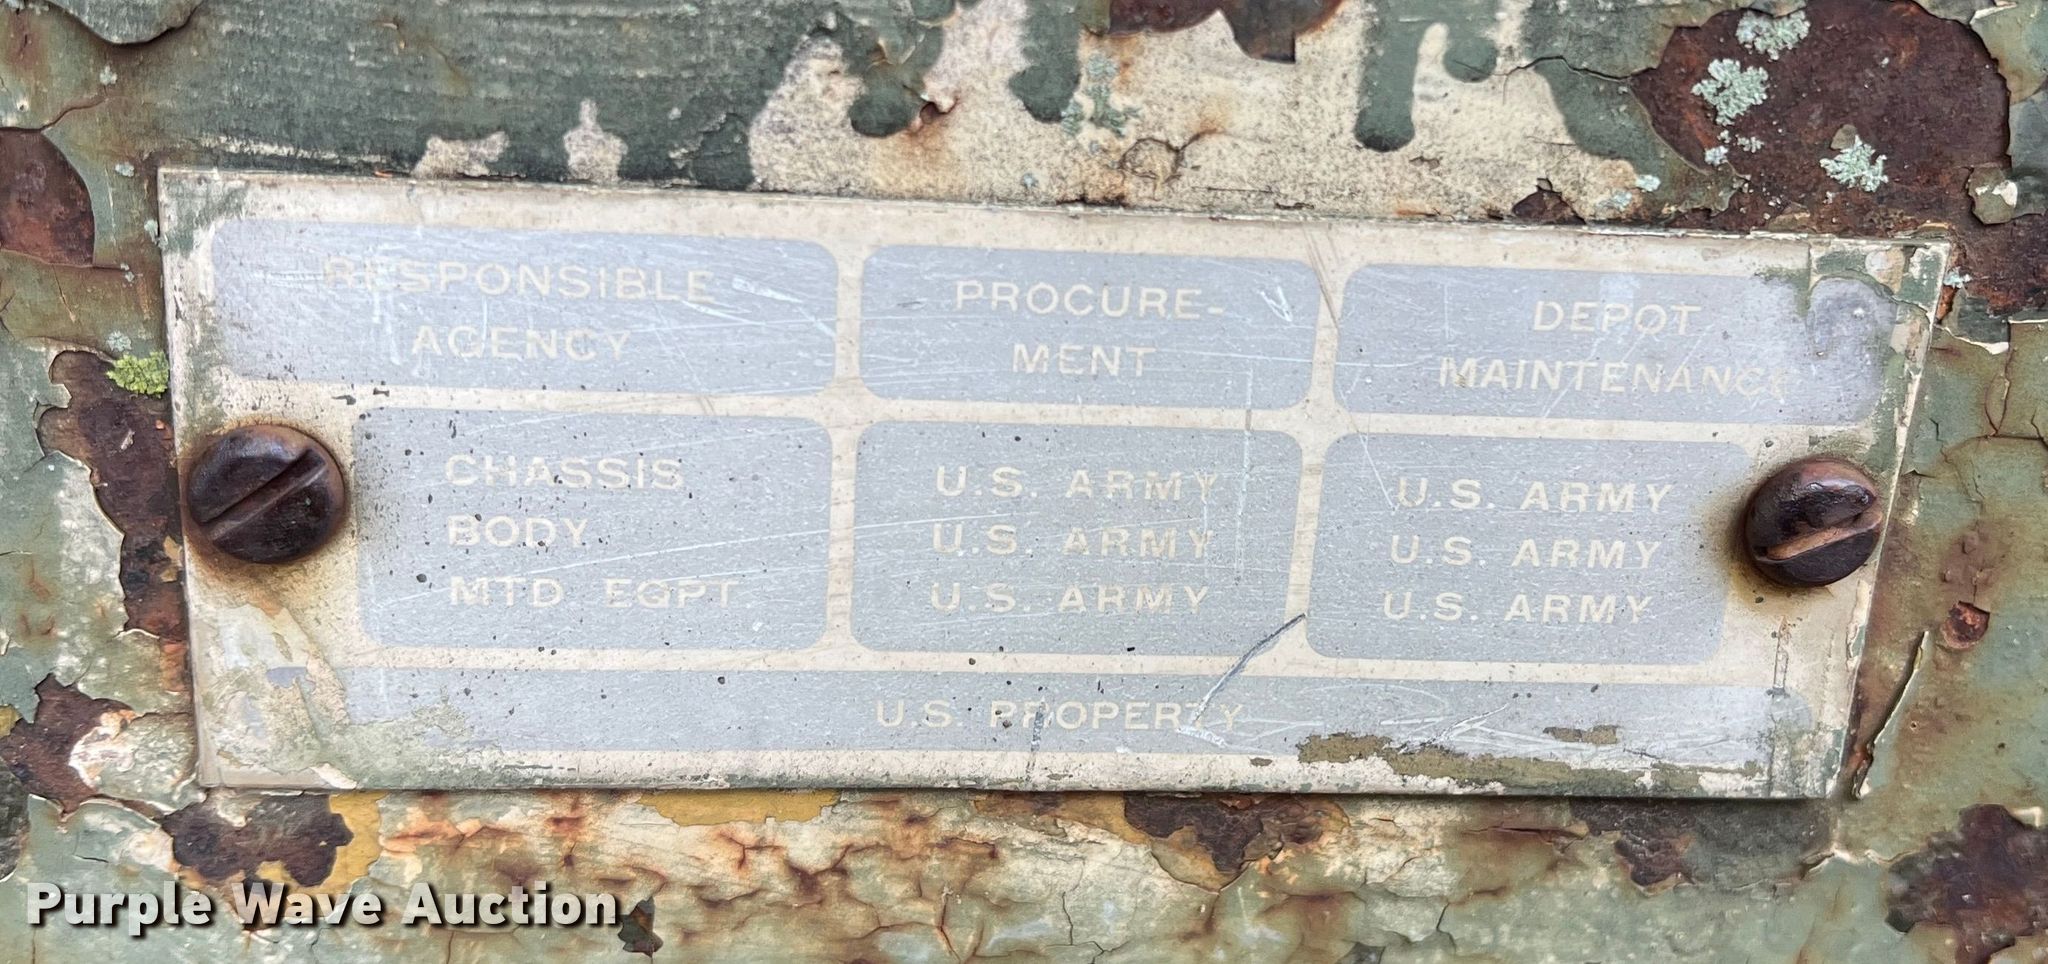 RESPONSIBLE
AGENCY
PROCURE-
MENT
DEPOT
MAINTENANCE
CHASSIS U.S. ARMY U.S. ARMY
BODY U.S. ARMY U.S. ARMY
MTD EQPT U.S. ARMY U.S. ARMY
U.S. PROPERTY
Purple Wave Auction